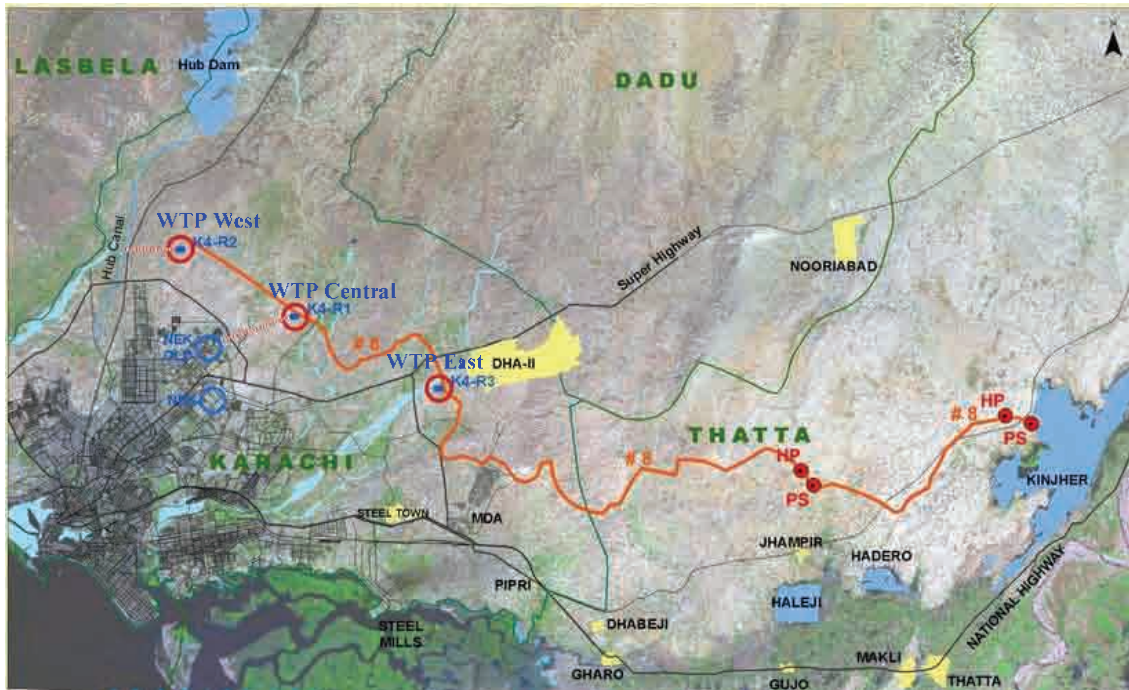 LASBELA
Hub Dam
DADU
WTP West
K4-R2
Hub Canal
WTP Central
K4-R1
Super Highway
NOORIABAD
NEK
# 8
WTP East
DHA-II
K4-R3
HP
# 8
PS
THATTA
KARACHI
# 8
HP
PS
KINJHER
STEEL TOWN
MDA
JHAMPIR
HADERO
PIPRI
HALEJI
NATIONAL HIGHWAY
STEEL
MILLS
DHABEJI
GHARO
GUJO
MAKLI
THATTA